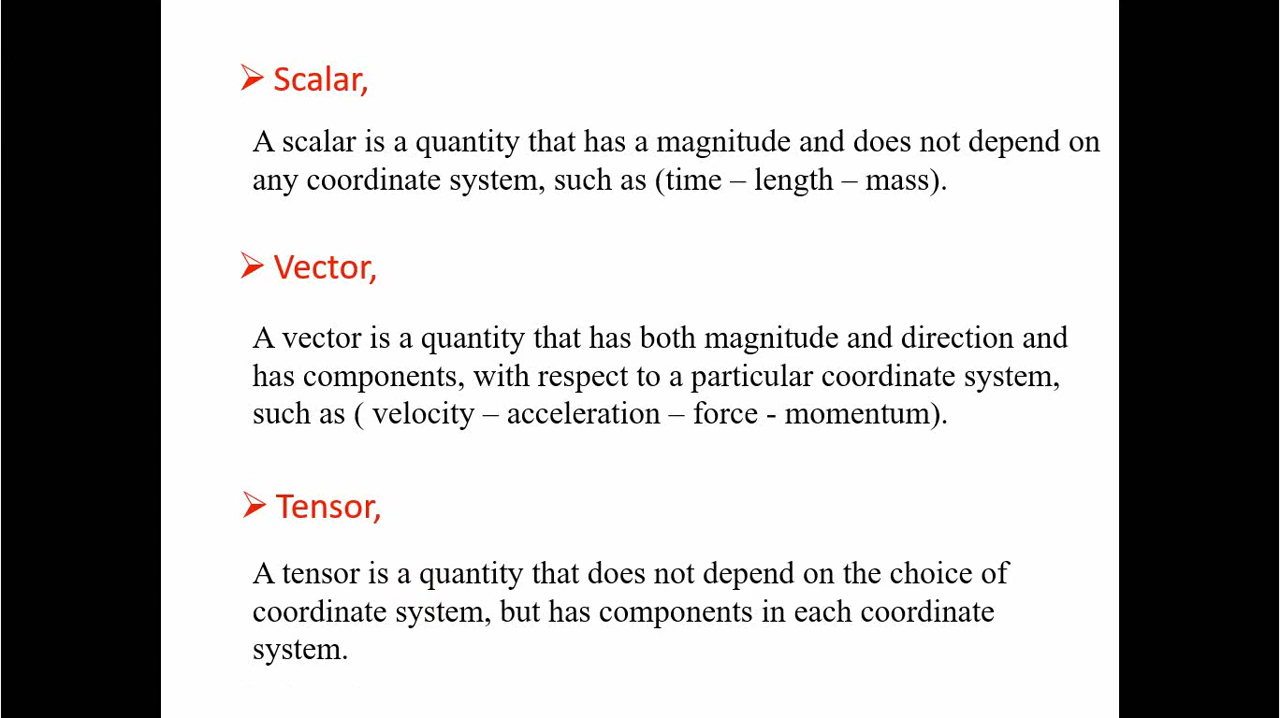 ➢ Scalar,
A scalar is a quantity that has a magnitude and does not depend on
any coordinate system, such as (time – length – mass).
➢ Vector,
A vector is a quantity that has both magnitude and direction and
has components, with respect to a particular coordinate system,
such as ( velocity – acceleration – force - momentum).
➢ Tensor,
A tensor is a quantity that does not depend on the choice of
coordinate system, but has components in each coordinate
system.